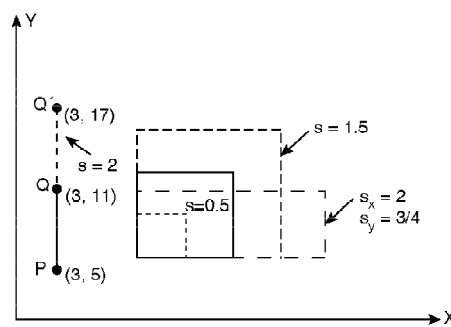 Y
Q´
(3, 17)
s = 2
s = 1.5
Q
(3, 11)
s=0.5
s_x = 2
s_y = 3/4
P
(3, 5)
X